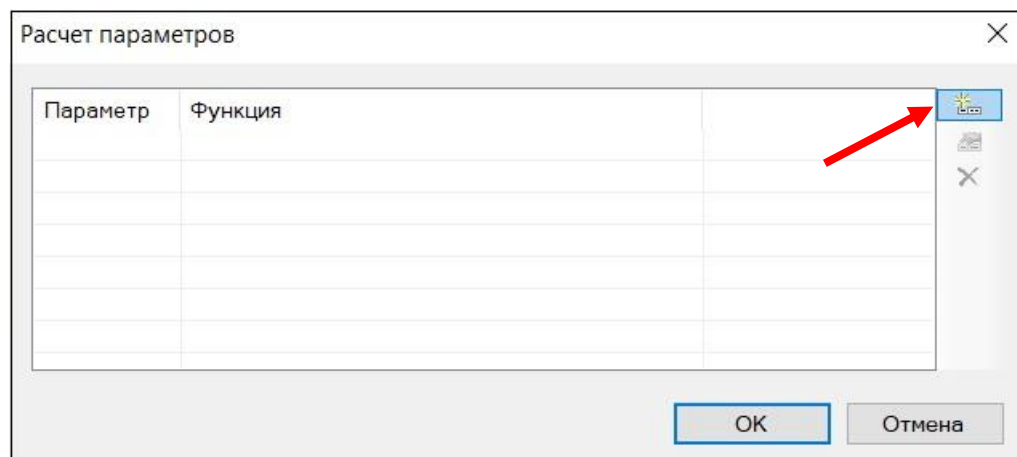 Расчет параметров
Параметр Функция
OK Отмена